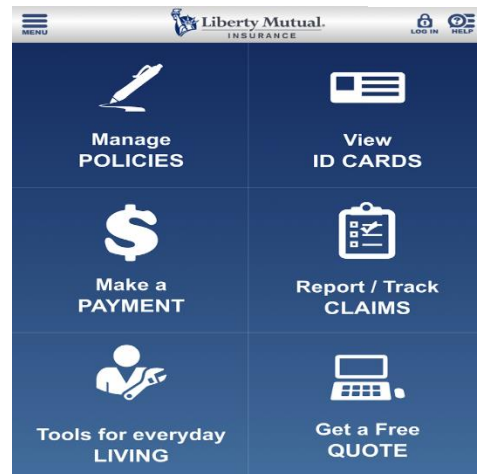 MENU
Liberty Mutual.
INSURANCE
LOG IN
HELP
Manage
POLICIES
View
ID CARDS
Make a
PAYMENT
Report / Track
CLAIMS
Tools for everyday
LIVING
Get a Free
QUOTE